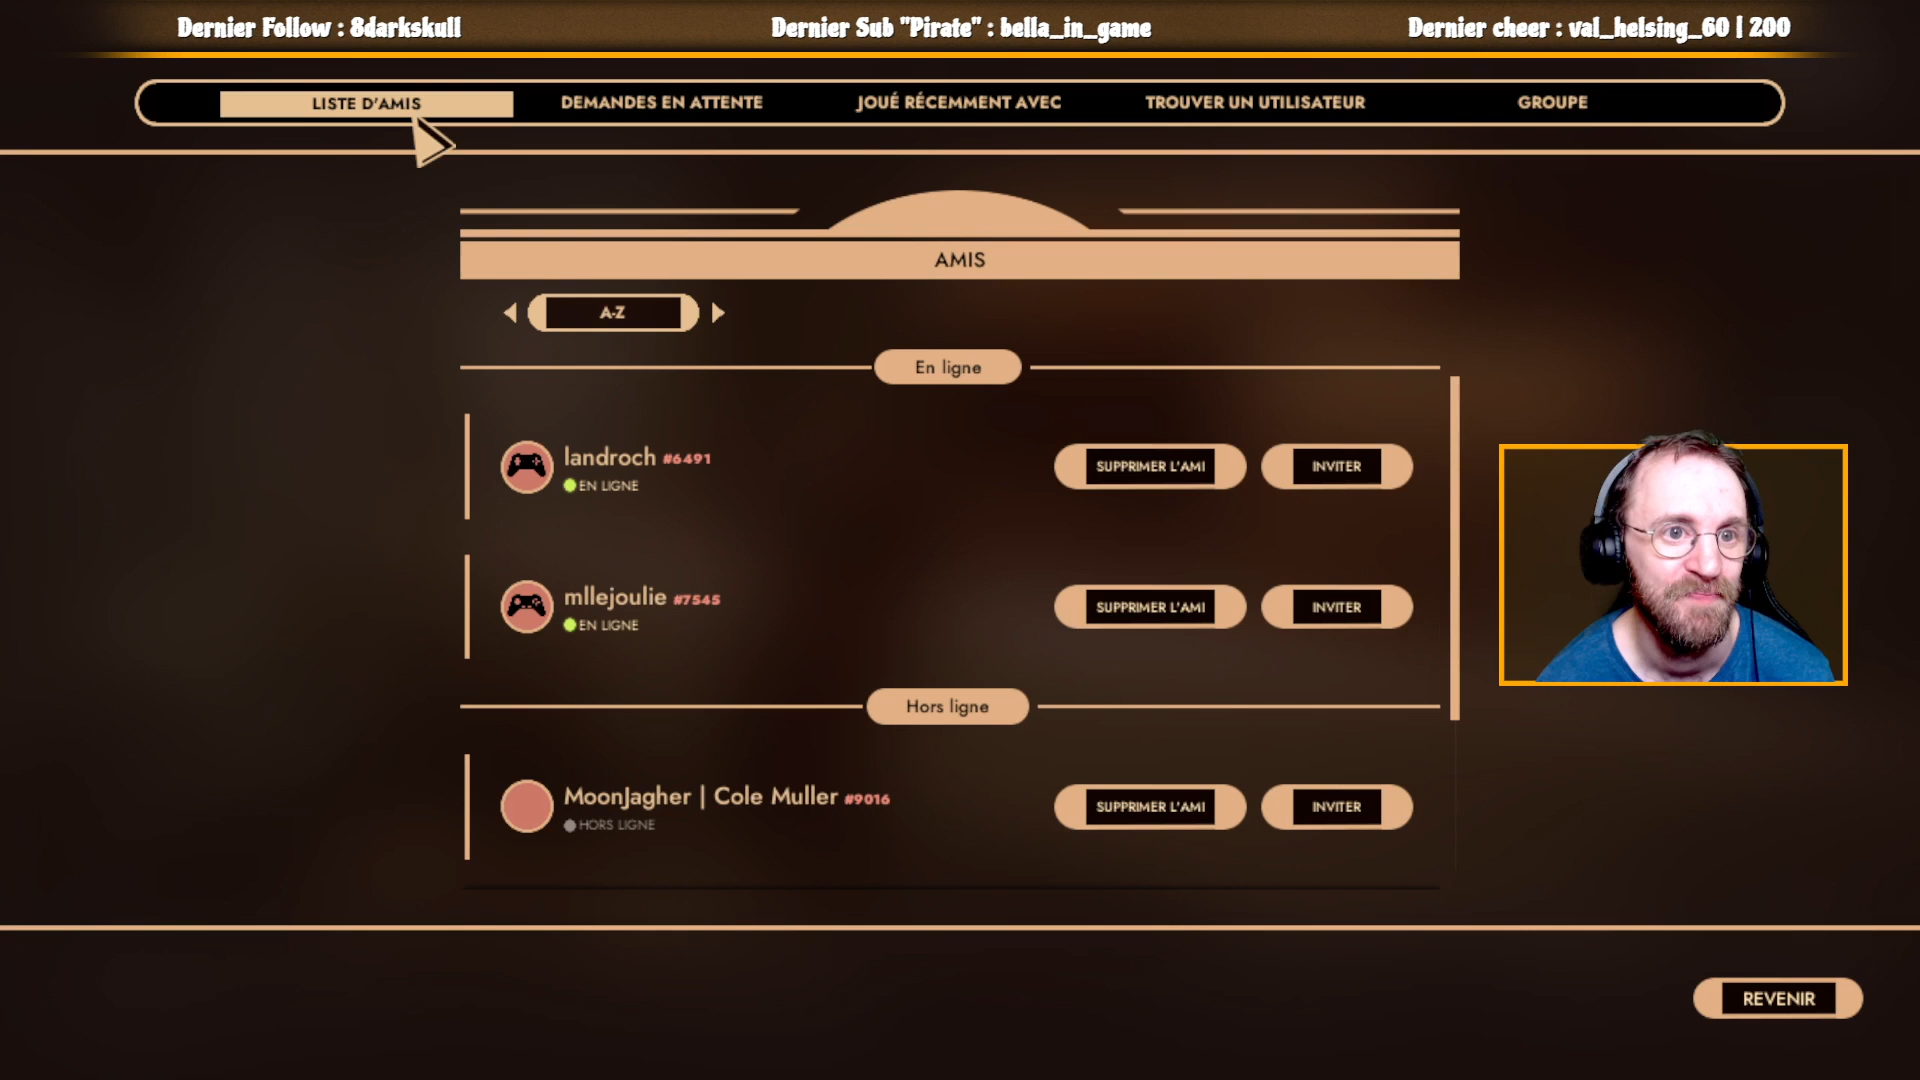 Dernier Follow : 8darkskull
Dernier Sub "Pirate" : bella_in_game
Dernier cheer : val_helsing_60 | 200
LISTE D'AMIS
DEMANDES EN ATTENTE
JOUÉ RÉCEMMENT AVEC
TROUVER UN UTILISATEUR
GROUPE
AMIS
A-Z
En ligne
landroch #6491
EN LIGNE
SUPPRIMER L'AMI
INVITER
mllejoulie #7545
EN LIGNE
SUPPRIMER L'AMI
INVITER
Hors ligne
MoonJagher | Cole Muller #9016
HORS LIGNE
SUPPRIMER L'AMI
INVITER
REVENIR